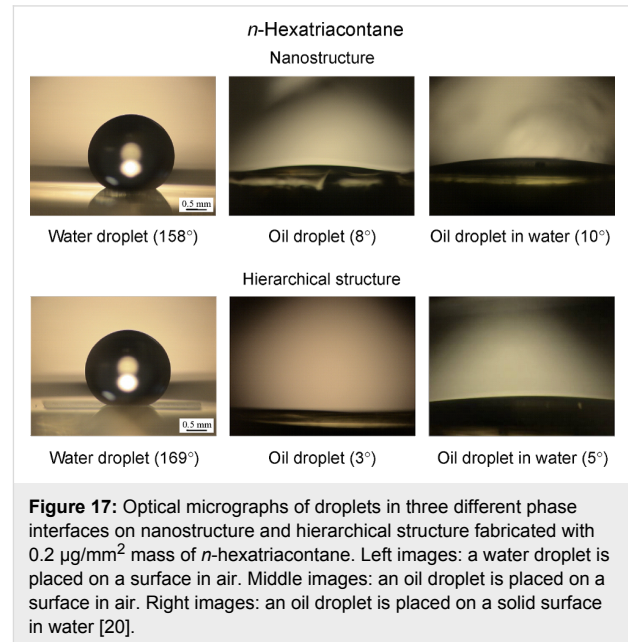 n-Hexatriacontane
Nanostructure
0.5 mm
Water droplet (158°)
Oil droplet (8°)
Oil droplet in water (10°)
Hierarchical structure
0.5 mm
Water droplet (169°)
Oil droplet (3°)
Oil droplet in water (5°)
Figure 17: Optical micrographs of droplets in three different phase
interfaces on nanostructure and hierarchical structure fabricated with
0.2 μg/mm² mass of n-hexatriacontane. Left images: a water droplet is
placed on a surface in air. Middle images: an oil droplet is placed on a
surface in air. Right images: an oil droplet is placed on a solid surface
in water [20].